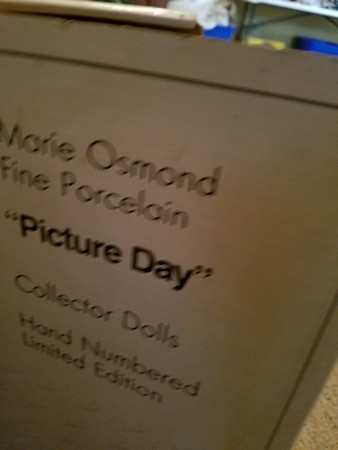 Marie Osmond
Fine Porcelain
"Picture Day"
Collector Dolls
Hand Numbered
Limited Edition